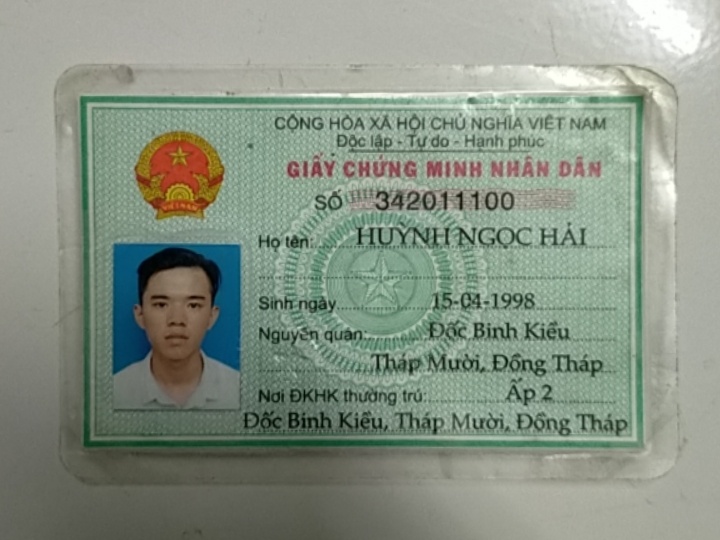 CỘNG HÒA XÃ HỘI CHỦ NGHĨA VIỆT NAM
Độc lập - Tự do - Hạnh phúc
GIẤY CHỨNG MINH NHÂN DÂN
SỐ 342011100
Họ tên: HUỲNH NGỌC HẢI
Sinh ngày 15-04-1998
Nguyên quán: Đốc Binh Kiều
Tháp Mười, Đồng Tháp
Nơi ĐKHK thường trú: Ấp 2
Đốc Binh Kiều, Tháp Mười, Đồng Tháp
VIỆT NAM